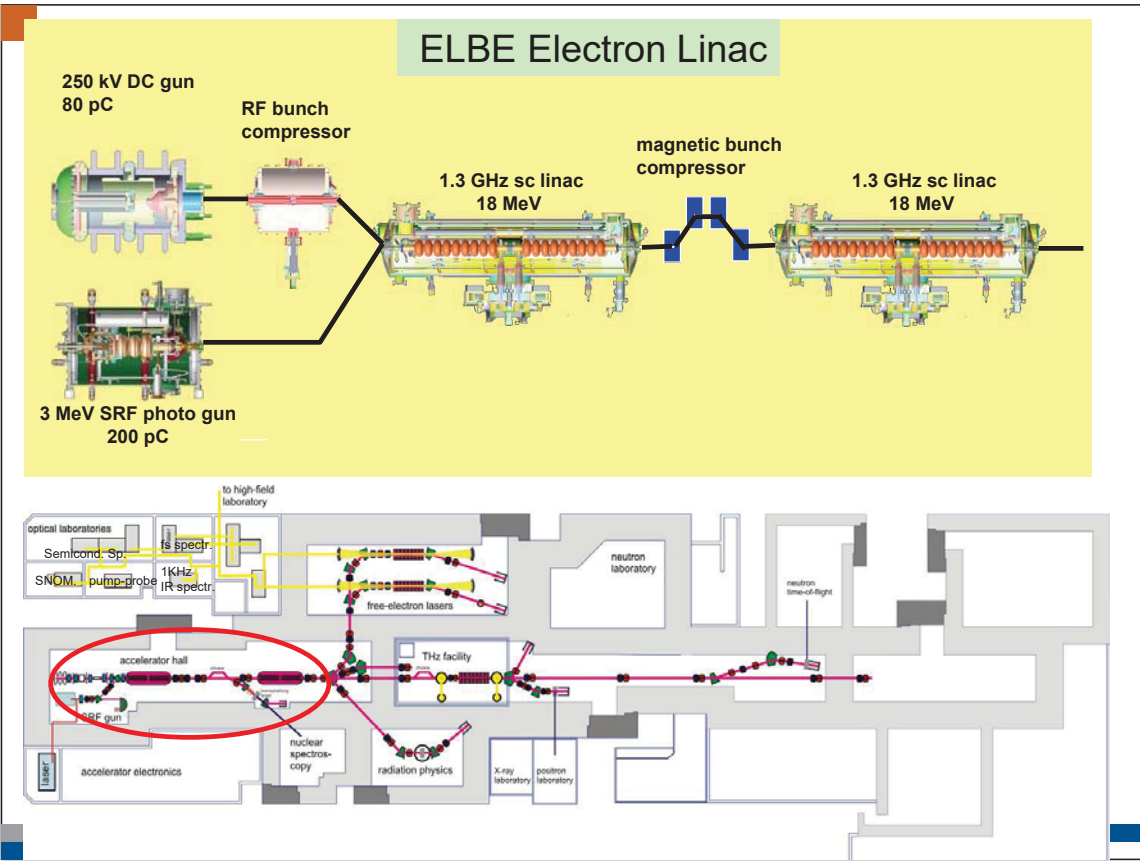 ELBE Electron Linac
250 kV DC gun
80 pC
RF bunch
compressor
magnetic bunch
compressor
1.3 GHz sc linac
18 MeV
1.3 GHz sc linac
18 MeV
3 MeV SRF photo gun
200 pC
to high-field
laboratory
optical laboratories
Semicond. Sp.
fs spectr.
SNOM.
pump-probe
1KHz
IR spectr.
free-electron lasers
neutron
laboratory
neutron
time-of-flight
accelerator hall
THz facility
SRF gun
nuclear
spectros-
copy
radiation physics
X-ray
laboratory
positron
laboratory
laser
accelerator electronics